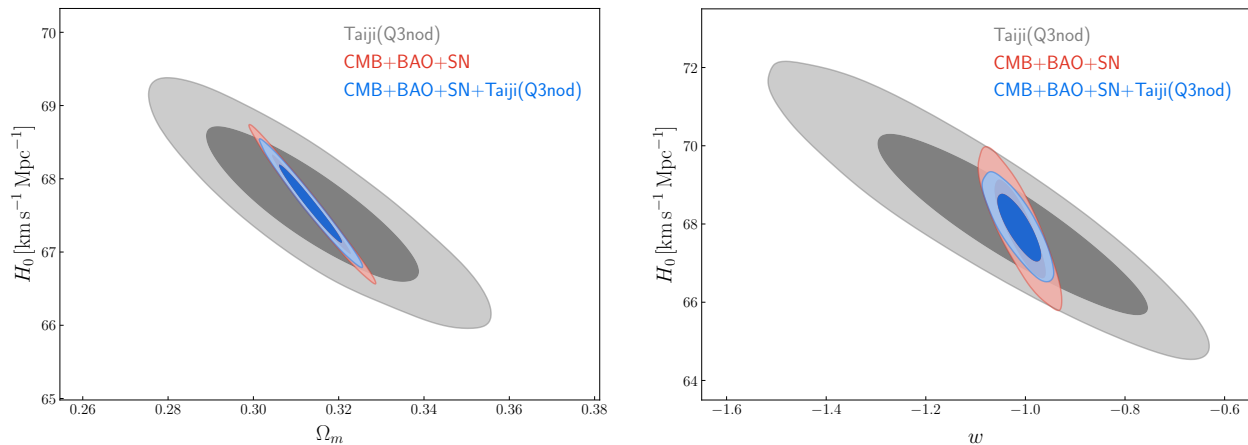 Taiji(Q3nod)
CMB+BAO+SN
CMB+BAO+SN+Taiji(Q3nod)
70
69
68
67
66
65
H₀ [km s⁻¹ Mpc⁻¹]
0.26 0.28 0.30 0.32 0.34 0.36 0.38
Ωₘ
Taiji(Q3nod)
CMB+BAO+SN
CMB+BAO+SN+Taiji(Q3nod)
72
70
68
66
64
H₀ [km s⁻¹ Mpc⁻¹]
−1.6 −1.4 −1.2 −1.0 −0.8 −0.6
w